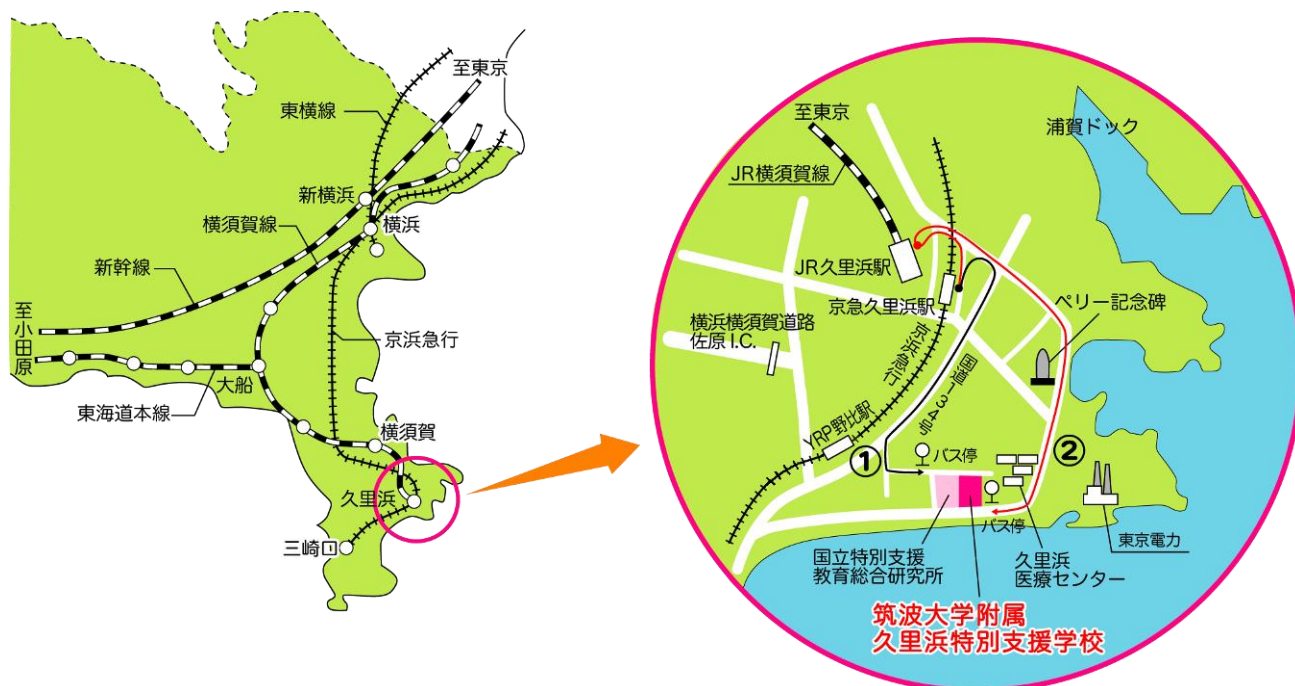 至東京
東横線
新横浜
横須賀線
横浜
新幹線
至小田原
京浜急行
大船
東海道本線
横須賀
久里浜
三崎口
至東京
浦賀ドック
JR横須賀線
JR久里浜駅
京急久里浜駅
ペリー記念碑
横浜横須賀道路
佐原I.C.
京浜急行
国道134号
YRP野比駅
①
バス停
②
バス停
東京電力
国立特別支援
教育総合研究所
久里浜
医療センター
筑波大学附属
久里浜特別支援学校